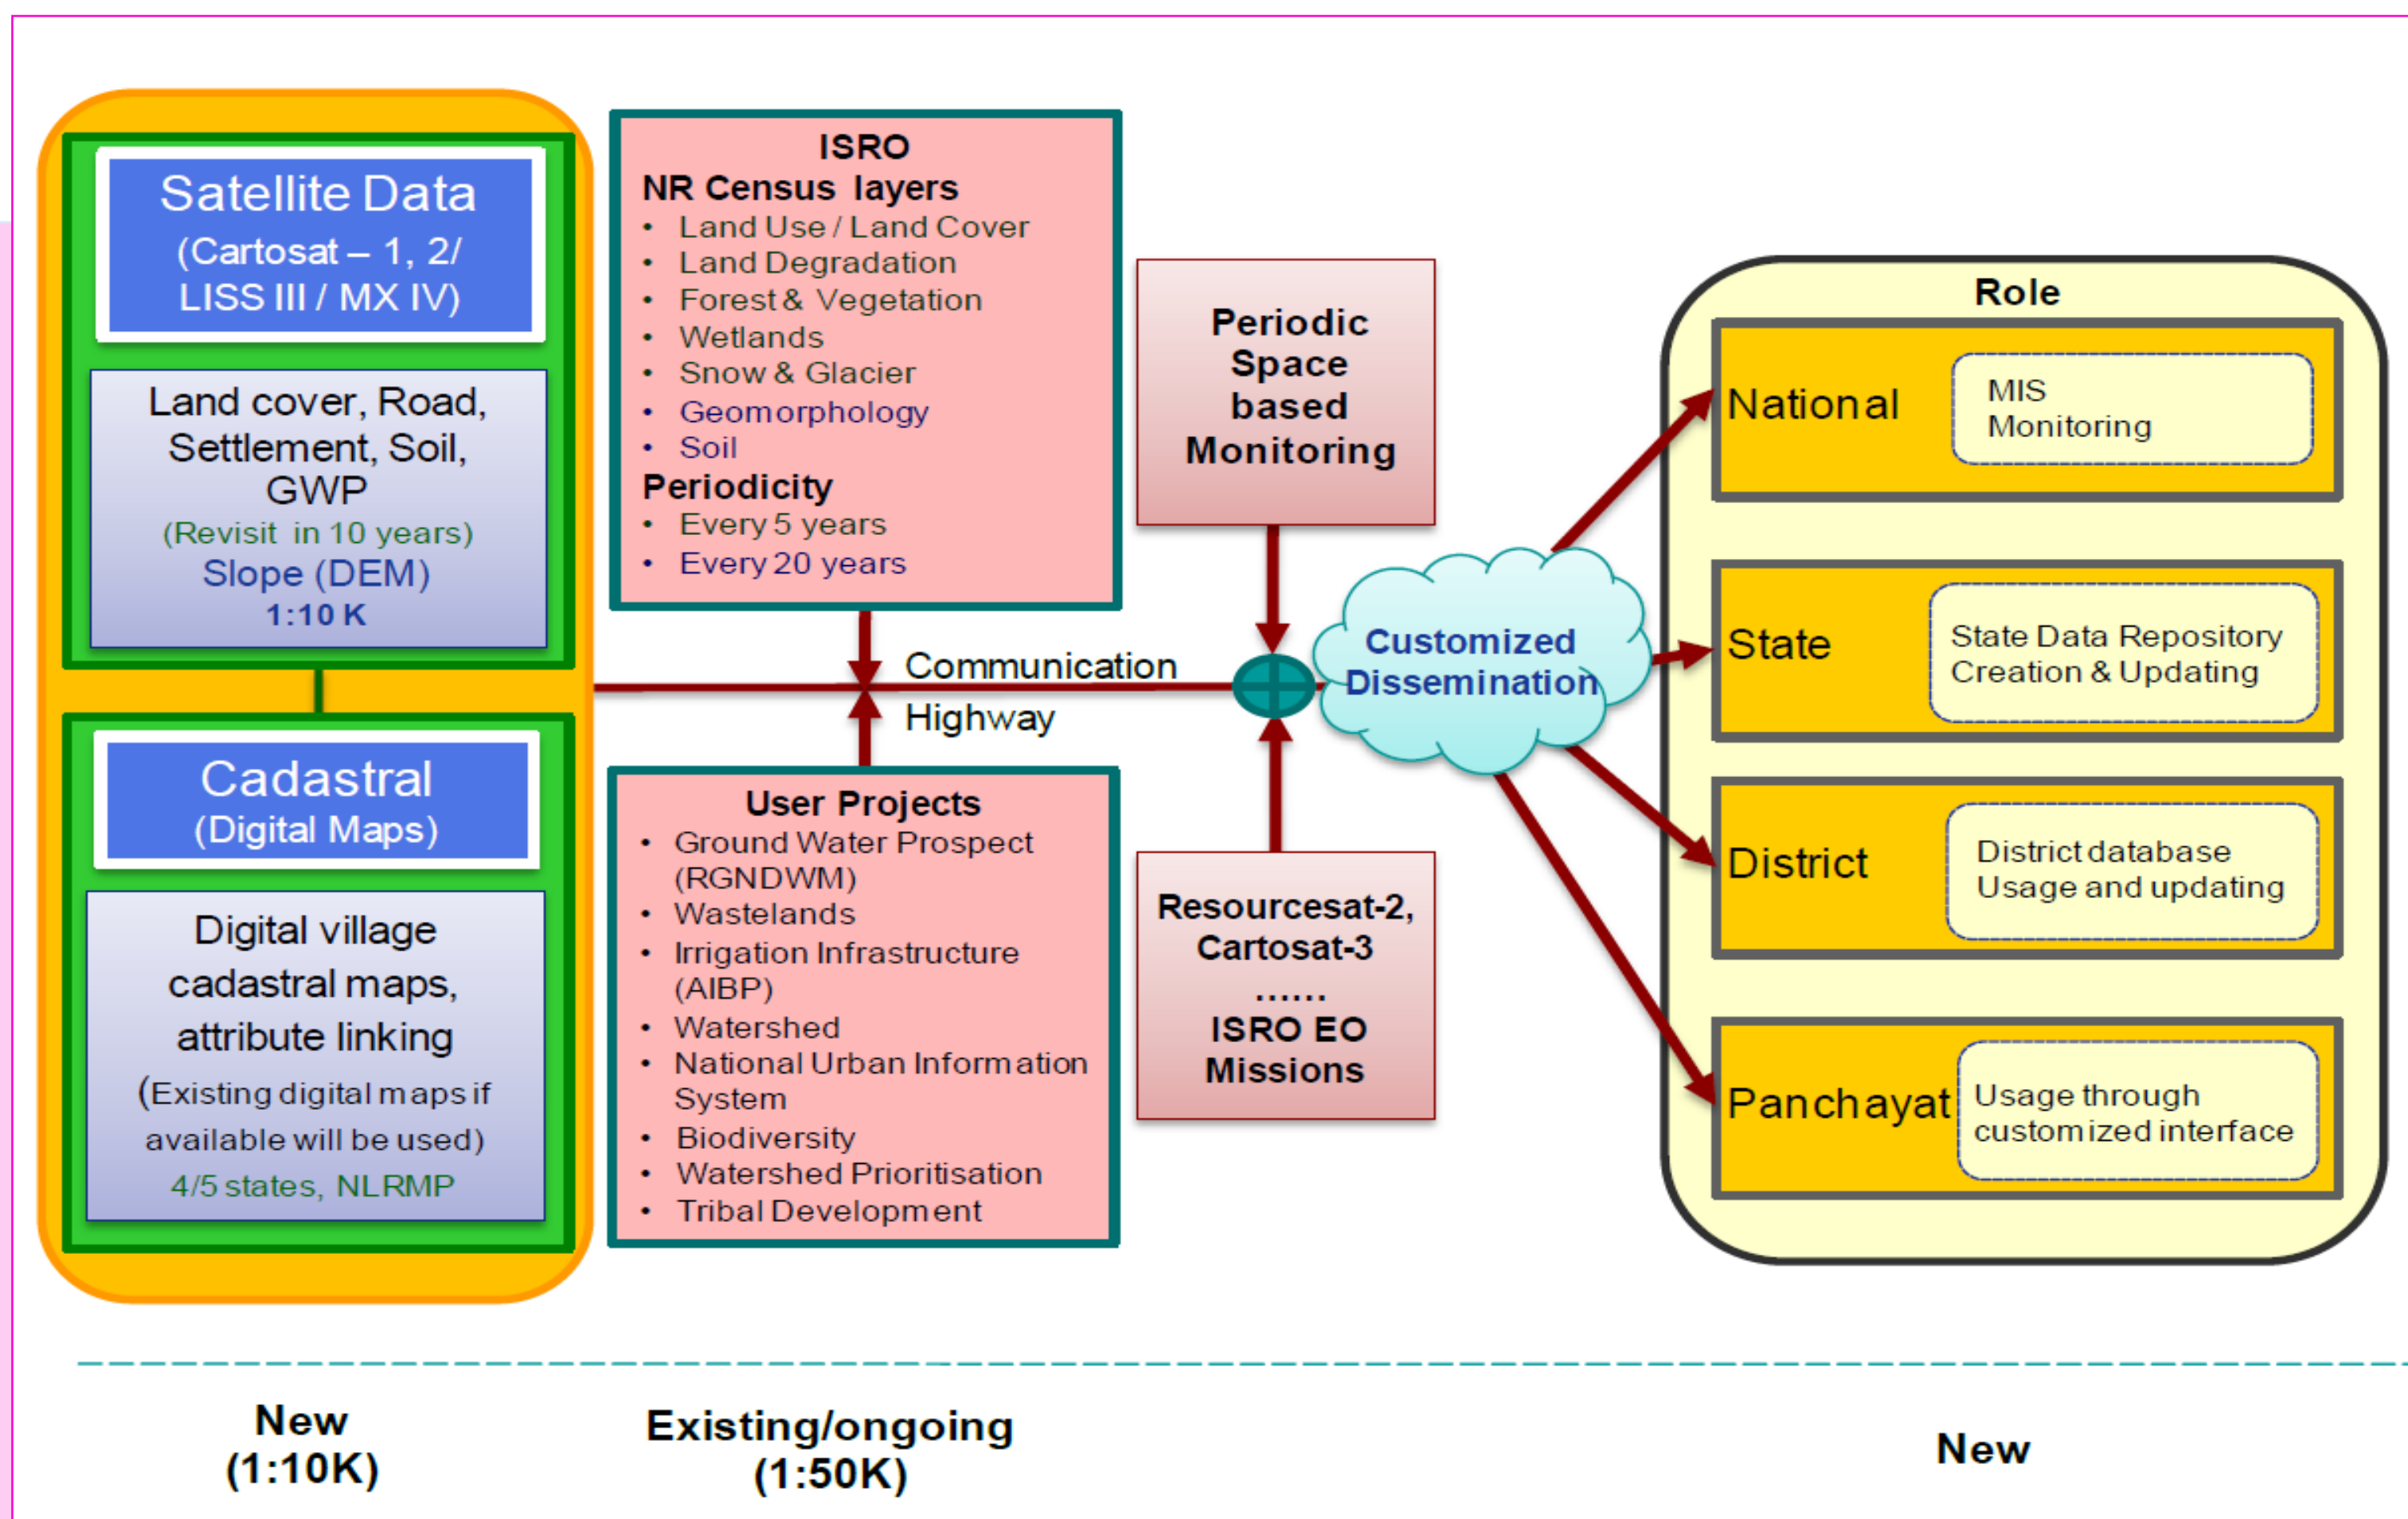 Satellite Data
(Cartosat – 1, 2/
LISS III / MX IV)
Land cover, Road,
Settlement, Soil,
GWP
(Revisit in 10 years)
Slope (DEM)
1:10 K
Cadastral
(Digital Maps)
Digital village
cadastral maps,
attribute linking
(Existing digital maps if
available will be used)
4/5 states, NLRMP
ISRO
NR Census layers
• Land Use / Land Cover
• Land Degradation
• Forest & Vegetation
• Wetlands
• Snow & Glacier
• Geomorphology
• Soil
Periodicity
• Every 5 years
• Every 20 years
Communication
Highway
User Projects
• Ground Water Prospect
(RGNDWM)
• Wastelands
• Irrigation Infrastructure
(AIBP)
• Watershed
• National Urban Information
System
• Biodiversity
• Watershed Prioritisation
• Tribal Development
Periodic
Space
based
Monitoring
Resourcesat-2,
Cartosat-3
......
ISRO EO
Missions
Customized
Dissemination
Role
National
MIS
Monitoring
State
State Data Repository
Creation & Updating
District
District database
Usage and updating
Panchayat
Usage through
customized interface
New
(1:10K)
Existing/ongoing
(1:50K)
New